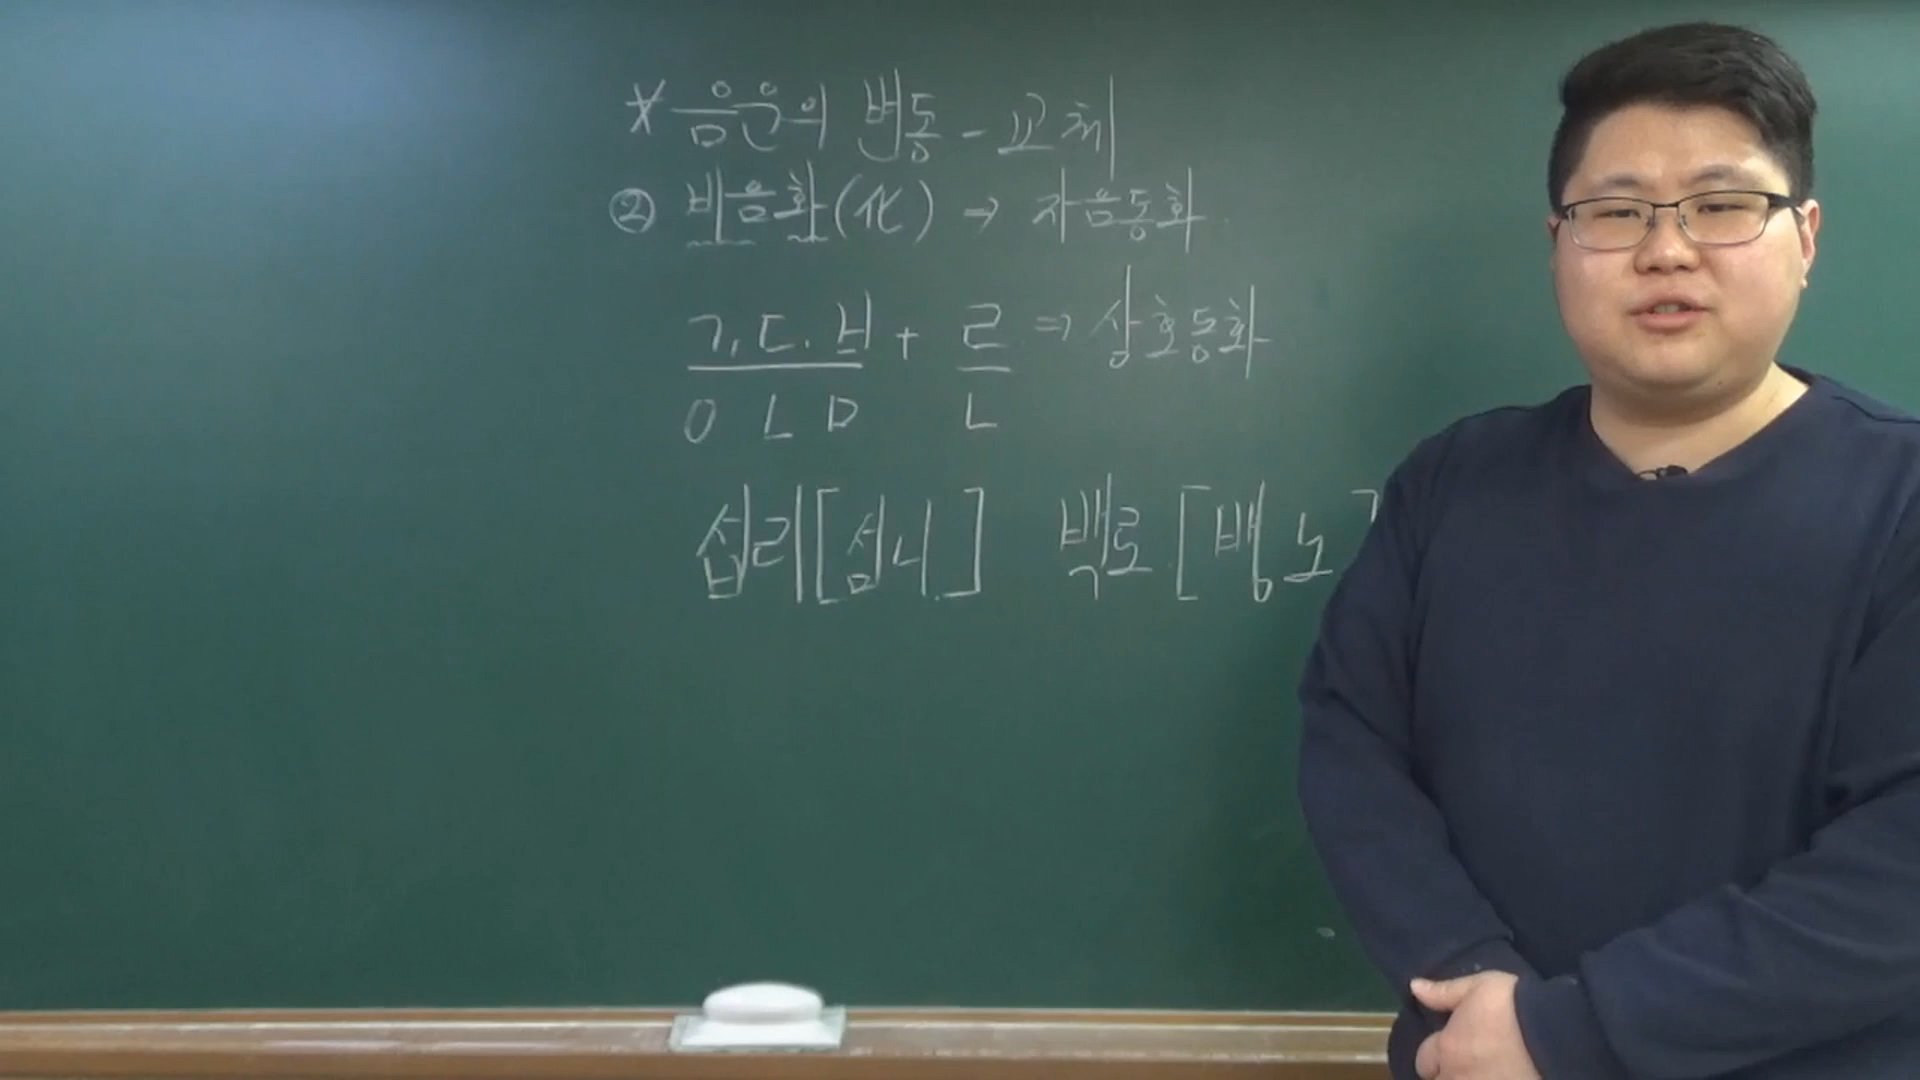 * 음운의 변동 - 교체
② 비음화(化) → 자음동화
ㄱ, ㄷ, ㅂ + ㄹ ⇒ 상호동화
ㅇ ㄴ ㅁ ㄴ
섭리[섬니] 백로[뱅노]